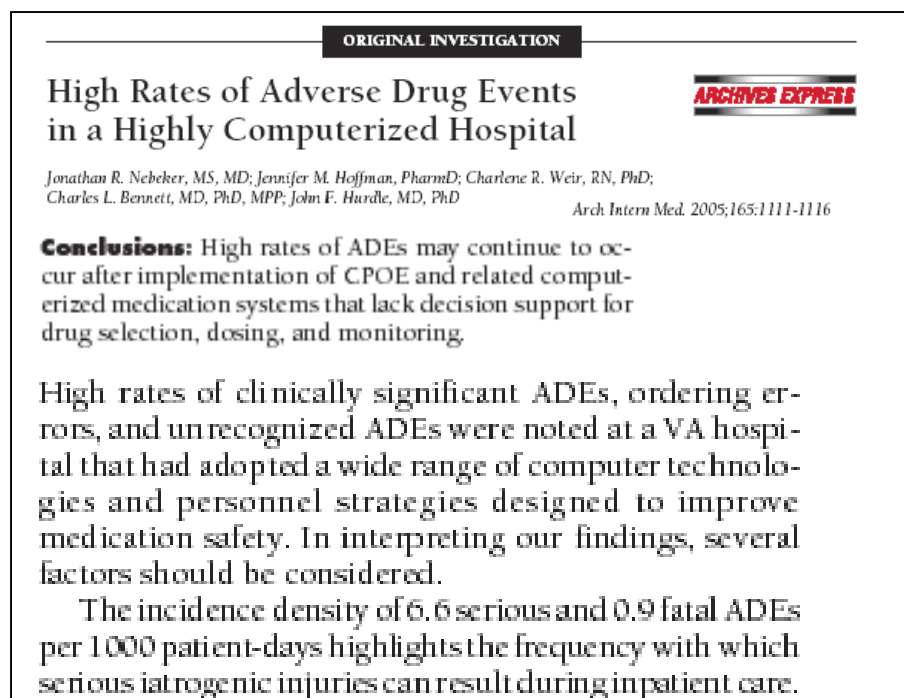 ORIGINAL INVESTIGATION
High Rates of Adverse Drug Events
in a Highly Computerized Hospital
ARCHIVES EXPRESS
Jonathan R. Nebeker, MS, MD; Jennifer M. Hoffman, PharmD; Charlene R. Weir, RN, PhD;
Charles L. Bennett, MD, PhD, MPP; John F. Hurdle, MD, PhD
Arch Intern Med. 2005;165:1111-1116
Conclusions: High rates of ADEs may continue to oc-
cur after implementation of CPOE and related comput-
erized medication systems that lack decision support for
drug selection, dosing, and monitoring.
High rates of clinically significant ADEs, ordering er-
rors, and unrecognized ADEs were noted at a VA hospi-
tal that had adopted a wide range of computer technolo-
gies and personnel strategies designed to improve
medication safety. In interpreting our findings, several
factors should be considered.
The incidence density of 6.6 serious and 0.9 fatal ADEs
per 1000 patient-days highlights the frequency with which
serious iatrogenic injuries can result during inpatient care.